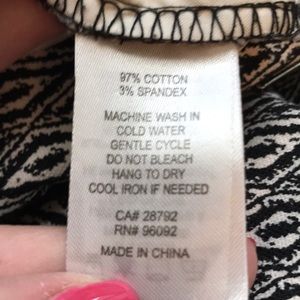 97% COTTON
3% SPANDEX
MACHINE WASH IN
COLD WATER
GENTLE CYCLE
DO NOT BLEACH
HANG TO DRY
COOL IRON IF NEEDED
CA# 28792
RN# 96092
MADE IN CHINA